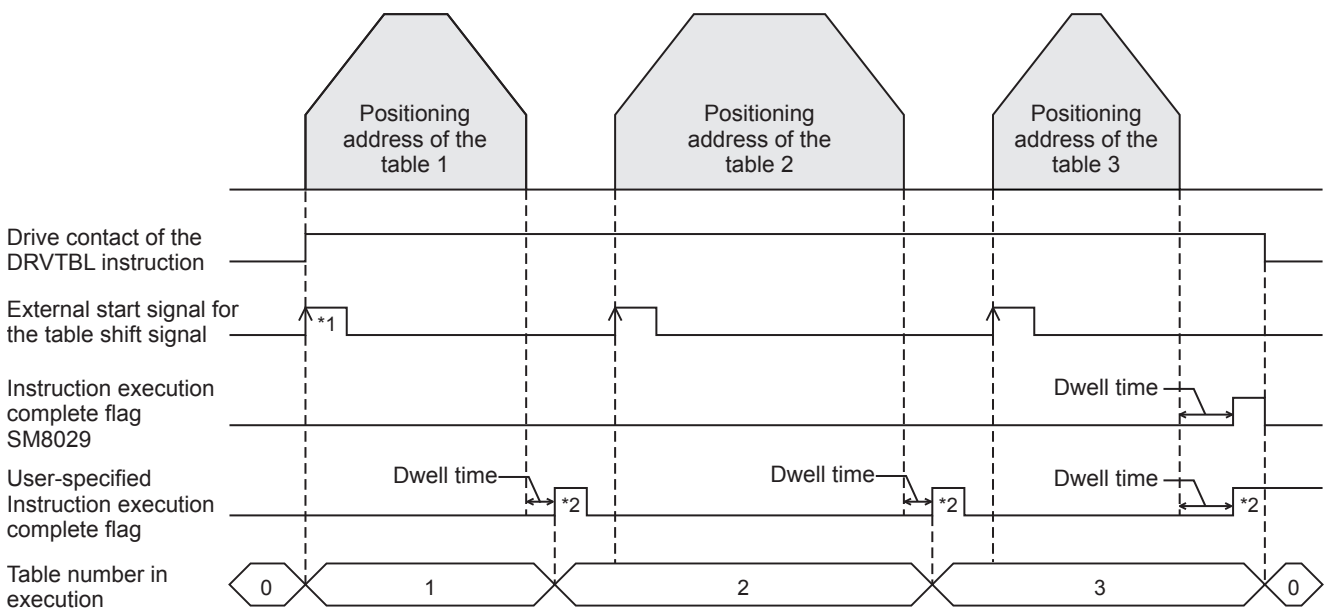 Positioning
address of the
table 1
Positioning
address of the
table 2
Positioning
address of the
table 3
Drive contact of the
DRVTBL instruction
External start signal for
the table shift signal
*1
Instruction execution
complete flag
SM8029
Dwell time
User-specified
Instruction execution
complete flag
Dwell time
*2
Dwell time
*2
Dwell time
*2
Table number in
execution
0
1
2
3
0